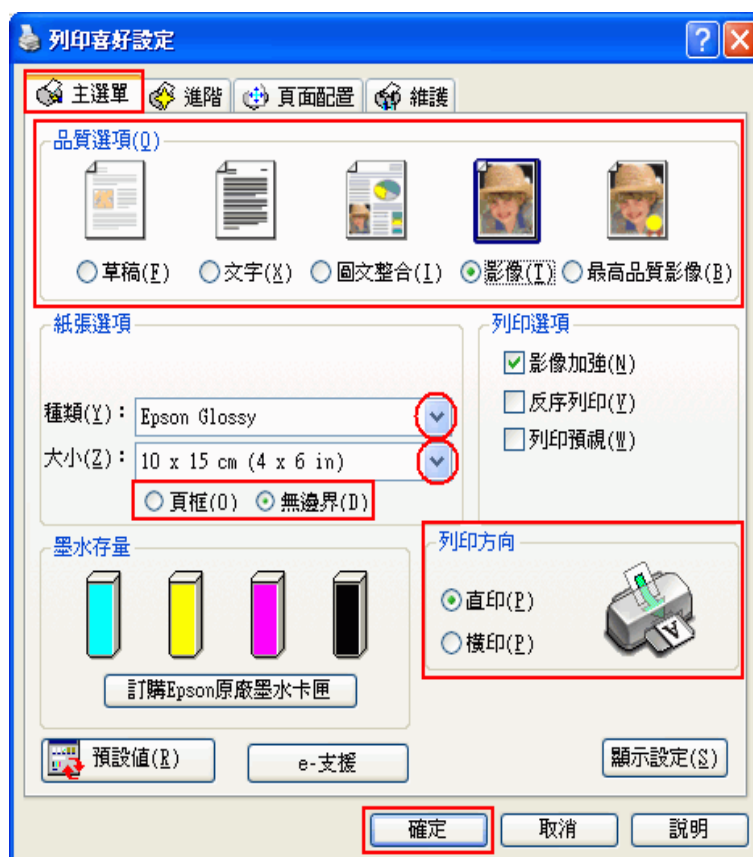 列印喜好設定
主選單 進階 頁面配置 維護
品質選項(Q)
草稿(F) 文字(X) 圖文整合(I) 影像(T) 最高品質影像(B)
紙張選項
種類(Y)： Epson Glossy
大小(Z)： 10 x 15 cm (4 x 6 in)
頁框(O) 無邊界(D)
列印選項
影像加強(N)
反序列印(Y)
列印預視(W)
墨水存量
訂購Epson原廠墨水卡匣
列印方向
直印(P)
橫印(P)
A
預設值(R) e-支援 顯示設定(S)
確定 取消 說明